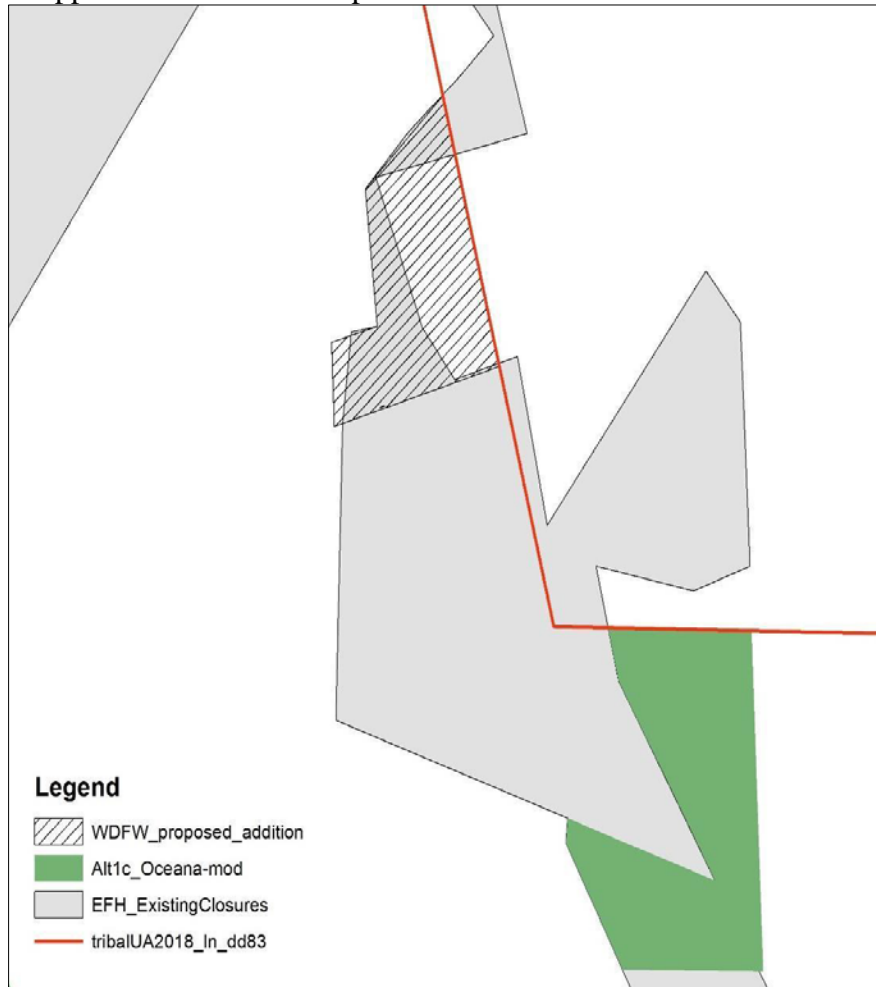 Legend
WDFW_proposed_addition
Alt1c_Oceana-mod
EFH_ExistingClosures
tribalUA2018_ln_dd83